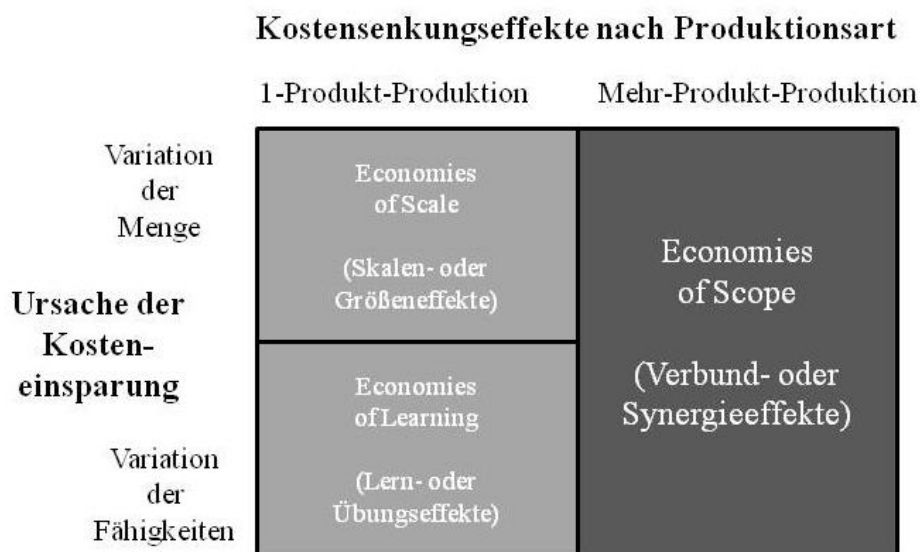 Kostensenkungseffekte nach Produktionsart
1-Produkt-Produktion
Mehr-Produkt-Produktion
Ursache der
Kosten-
einsparung
Variation
der
Menge
Economies
of Scale
(Skalen- oder
Größeneffekte)
Economies
of Scope
(Verbund- oder
Synergieeffekte)
Variation
der
Fähigkeiten
Economies
of Learning
(Lern- oder
Übungseffekte)